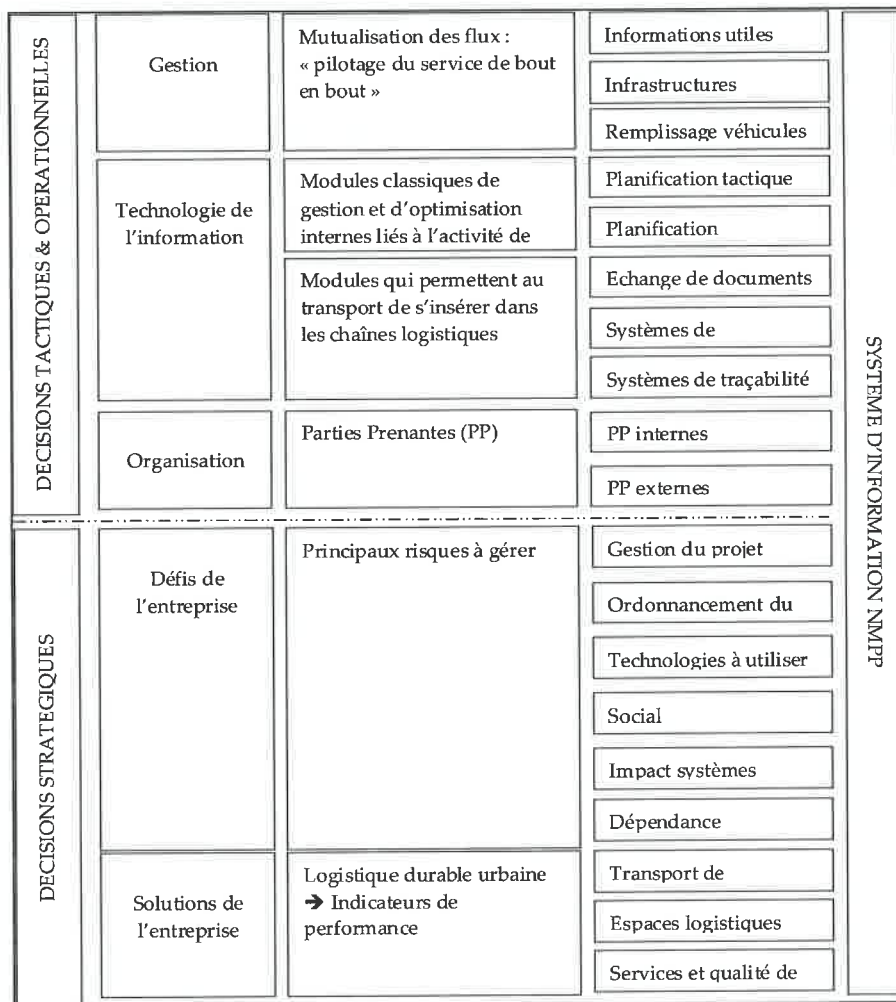 DECISIONS TACTIQUES & OPERATIONNELLES
Gestion
Mutualisation des flux :
« pilotage du service de bout
en bout »
Informations utiles
Infrastructures
Remplissage véhicules
Technologie de
l'information
Modules classiques de
gestion et d'optimisation
internes liés à l'activité de
Planification tactique
Planification
Modules qui permettent au
transport de s'insérer dans
les chaînes logistiques
Echange de documents
Systèmes de
Systèmes de traçabilité
Organisation
Parties Prenantes (PP)
PP internes
PP externes
DECISIONS STRATEGIQUES
Défis de
l'entreprise
Principaux risques à gérer
Gestion du projet
Ordonnancement du
Technologies à utiliser
Social
Impact systèmes
Dépendance
Solutions de
l'entreprise
Logistique durable urbaine
➔ Indicateurs de
performance
Transport de
Espaces logistiques
Services et qualité de
SYSTEME D'INFORMATION NMPP